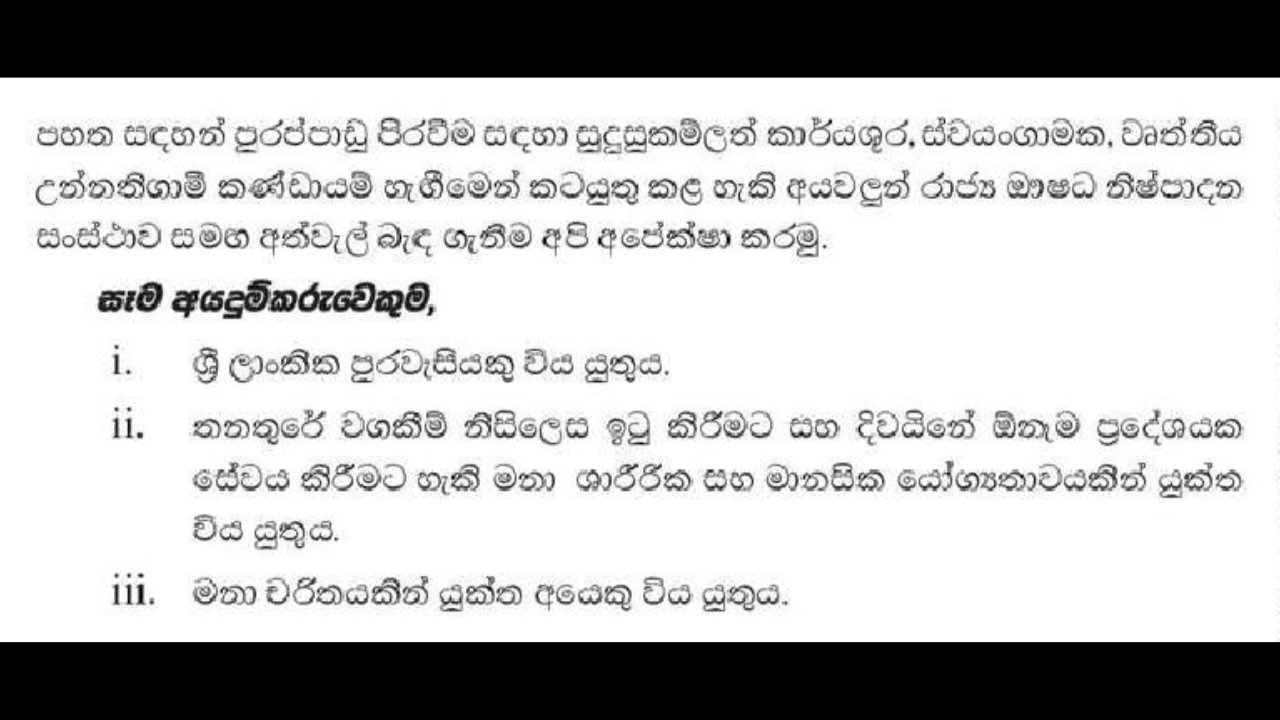 පහත සඳහන් පුරප්පාඩු පිරවීම සඳහා සුදුසුකම්ලත් කාර්යශූර, ස්වයංගාමක, වෘත්තීය
උන්නතිගාමී කණ්ඩායම් හැඟීමෙන් කටයුතු කළ හැකි අයවලුන් රාජ්‍ය ඖෂධ නිෂ්පාදන
සංස්ථාව සමඟ අත්වැල් බැඳ ගැනීම අපි අපේක්ෂා කරමු.
සෑම අයදුම්කරුවෙකුම,
i. ශ්‍රී ලාංකික පුරවැසියකු විය යුතුය.
ii. තනතුරේ වගකීම් නිසිලෙස ඉටු කිරීමට සහ දිවයිනේ ඕනෑම ප්‍රදේශයක
සේවය කිරීමට හැකි මනා ශාරීරික සහ මානසික යෝග්‍යතාවයකින් යුක්ත
විය යුතුය.
iii. මනා චරිතයකින් යුක්ත අයෙකු විය යුතුය.